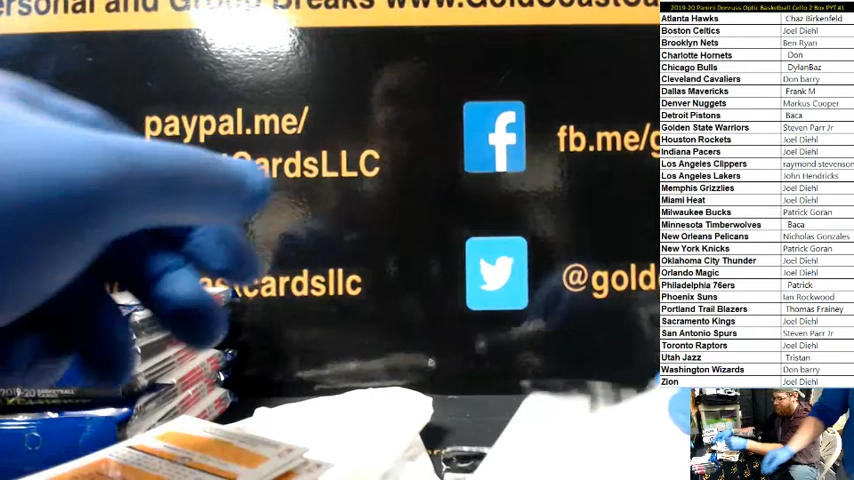 ersonal and Group Breaks www.GoldCoastCa
paypal.me/
tCardsLLC
stcardsllc
f
fb.me/g
@gold
2019-20 BASKETBALL
2019-20 Panini Donruss Optic Basketball Cello 2 Box PYT #1
Atlanta Hawks Chaz Birkenfeld
Boston Celtics Joel Diehl
Brooklyn Nets Ben Ryan
Charlotte Hornets Don
Chicago Bulls DylanBaz
Cleveland Cavaliers Don barry
Dallas Mavericks Frank M
Denver Nuggets Markus Cooper
Detroit Pistons Baca
Golden State Warriors Steven Parr Jr
Houston Rockets Joel Diehl
Indiana Pacers Joel Diehl
Los Angeles Clippers raymond stevenson
Los Angeles Lakers John Hendricks
Memphis Grizzlies Joel Diehl
Miami Heat Joel Diehl
Milwaukee Bucks Patrick Goran
Minnesota Timberwolves Baca
New Orleans Pelicans Nicholas Gonzales
New York Knicks Patrick Goran
Oklahoma City Thunder Joel Diehl
Orlando Magic Joel Diehl
Philadelphia 76ers Patrick
Phoenix Suns Ian Rockwood
Portland Trail Blazers Thomas Frainey
Sacramento Kings Joel Diehl
San Antonio Spurs Steven Parr Jr
Toronto Raptors Joel Diehl
Utah Jazz Tristan
Washington Wizards Don barry
Zion Joel Diehl